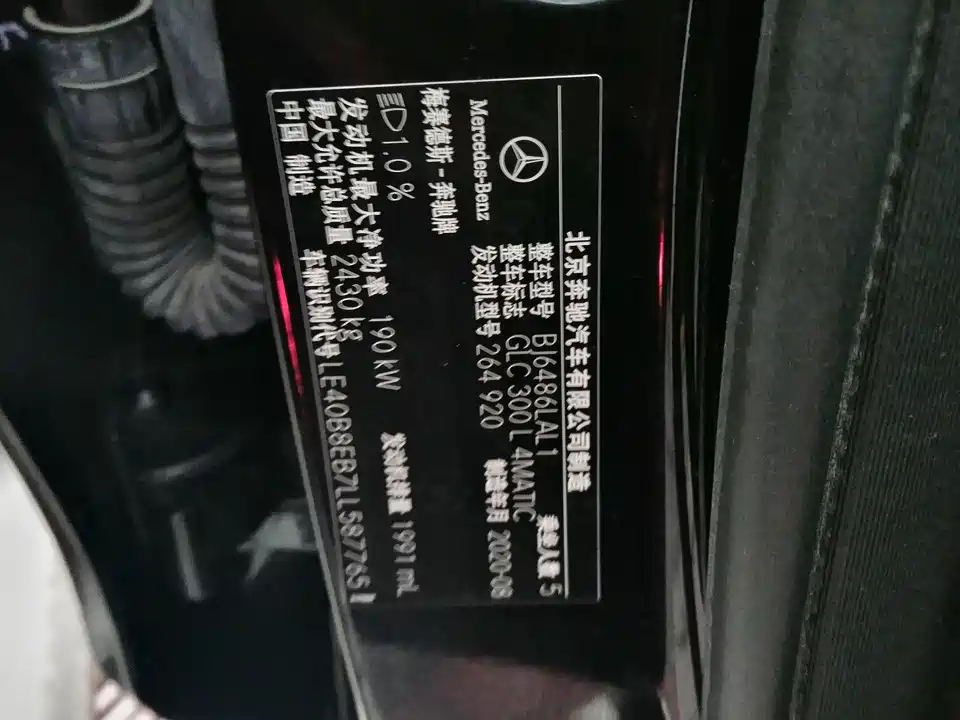 北京奔驰汽车有限公司制造
Mercedes-Benz
整车型号 BJ6486LAL1 乘坐人数 5
整车标志 GLC 300 L 4MATIC
发动机型号 264 920 制造年月 2020-08
梅赛德斯-奔驰牌
1.0 %
发动机最大净功率 190 kW 发动机排量 1991 mL
最大允许总质量 2430 kg
中国 制造 车辆识别代号 LE40B8EB7LL587765